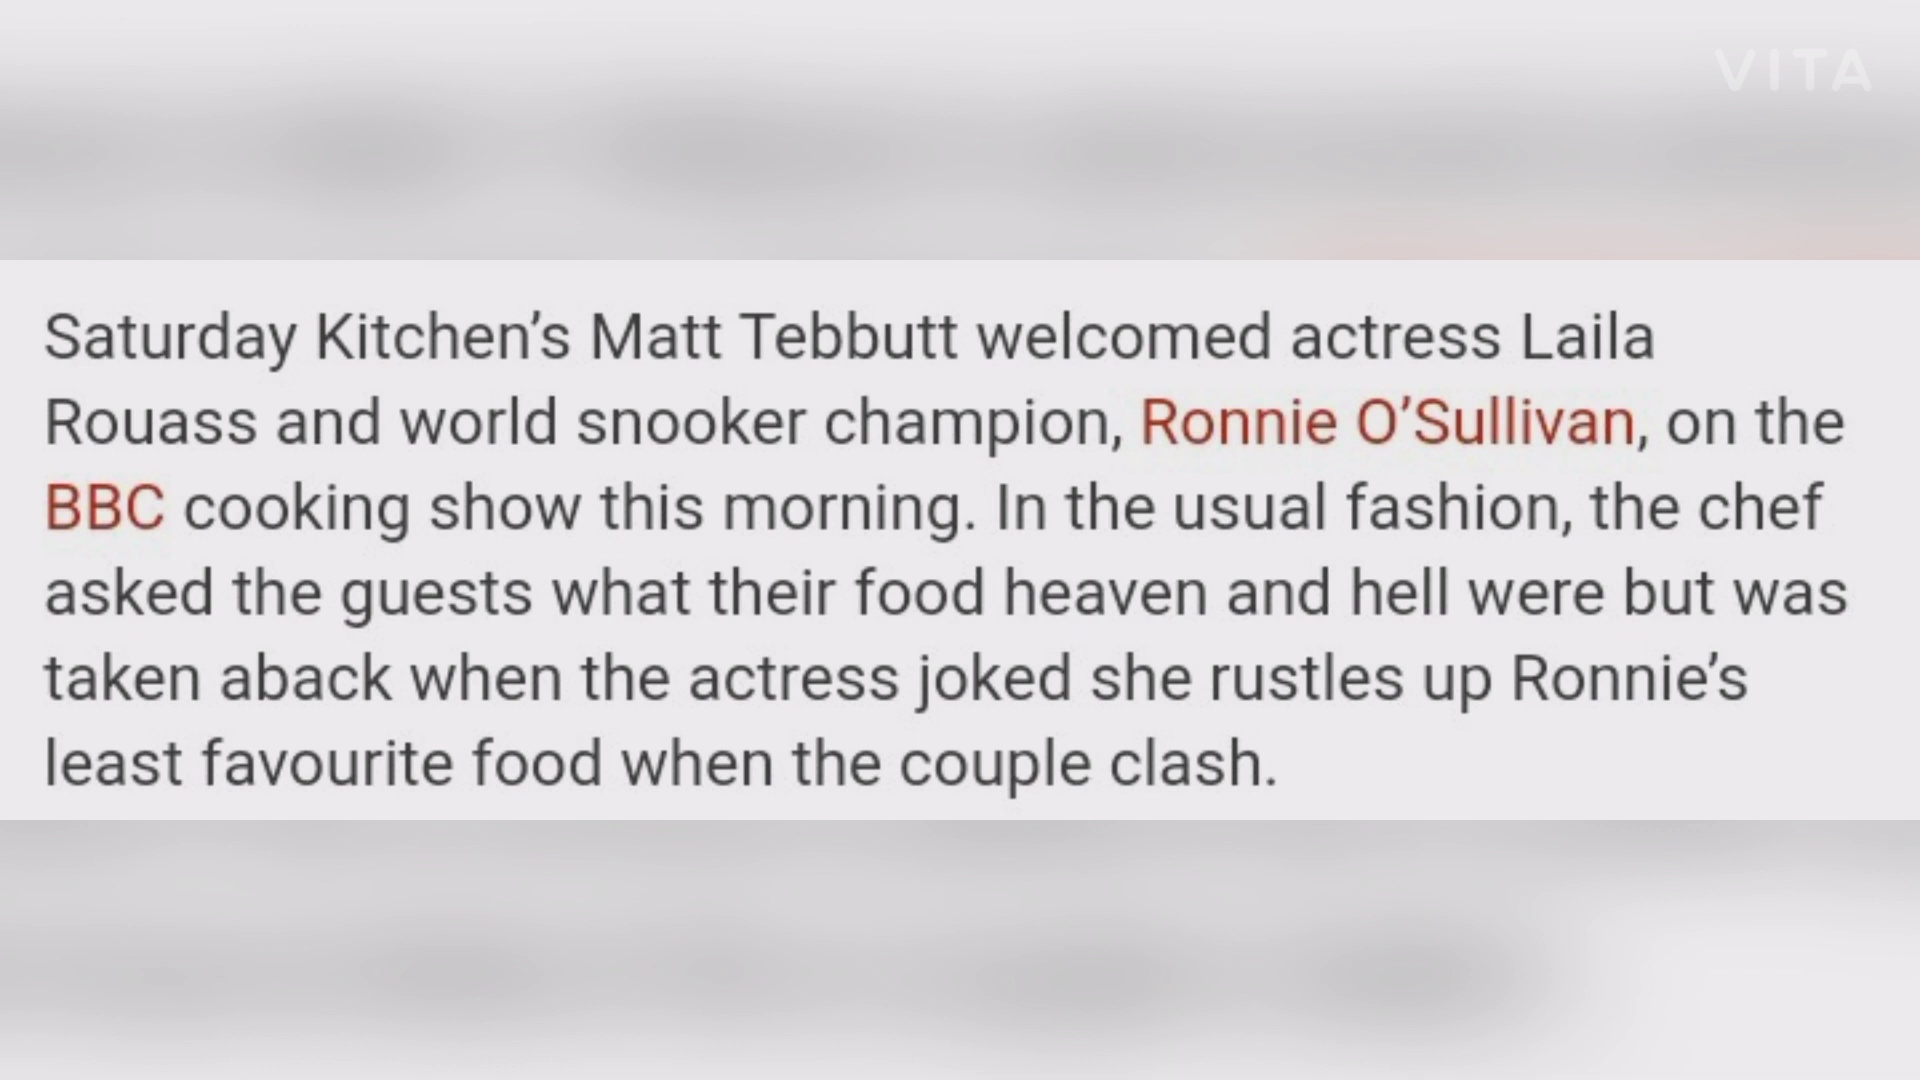 VITA
Saturday Kitchen’s Matt Tebbutt welcomed actress Laila
Rouass and world snooker champion, Ronnie O’Sullivan, on the
BBC cooking show this morning. In the usual fashion, the chef
asked the guests what their food heaven and hell were but was
taken aback when the actress joked she rustles up Ronnie’s
least favourite food when the couple clash.